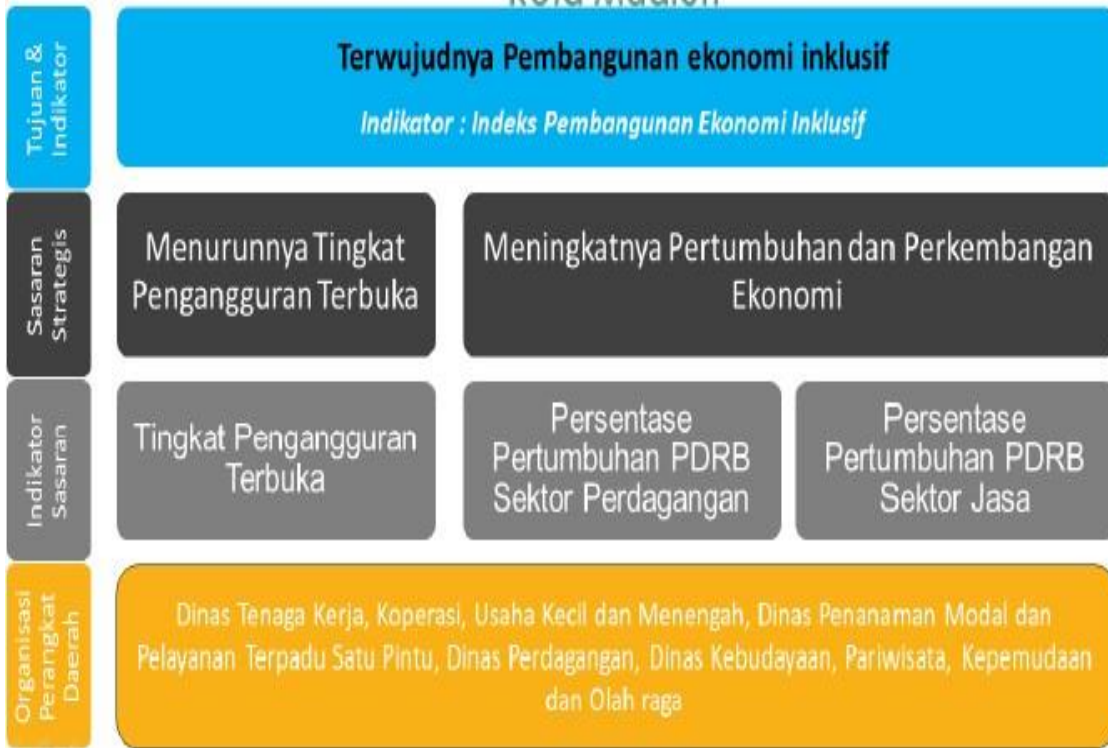 Tujuan &
Indikator
Terwujudnya Pembangunan ekonomi inklusif
Indikator : Indeks Pembangunan Ekonomi Inklusif
Sasaran
Strategis
Menurunnya Tingkat
Pengangguran Terbuka
Meningkatnya Pertumbuhan dan Perkembangan
Ekonomi
Indikator
Sasaran
Tingkat Pengangguran
Terbuka
Persentase
Pertumbuhan PDRB
Sektor Perdagangan
Persentase
Pertumbuhan PDRB
Sektor Jasa
Organisasi
Perangkat
Daerah
Dinas Tenaga Kerja, Koperasi, Usaha Kecil dan Menengah, Dinas Penanaman Modal dan
Pelayanan Terpadu Satu Pintu, Dinas Perdagangan, Dinas Kebudayaan, Pariwisata, Kepemudaan
dan Olah raga